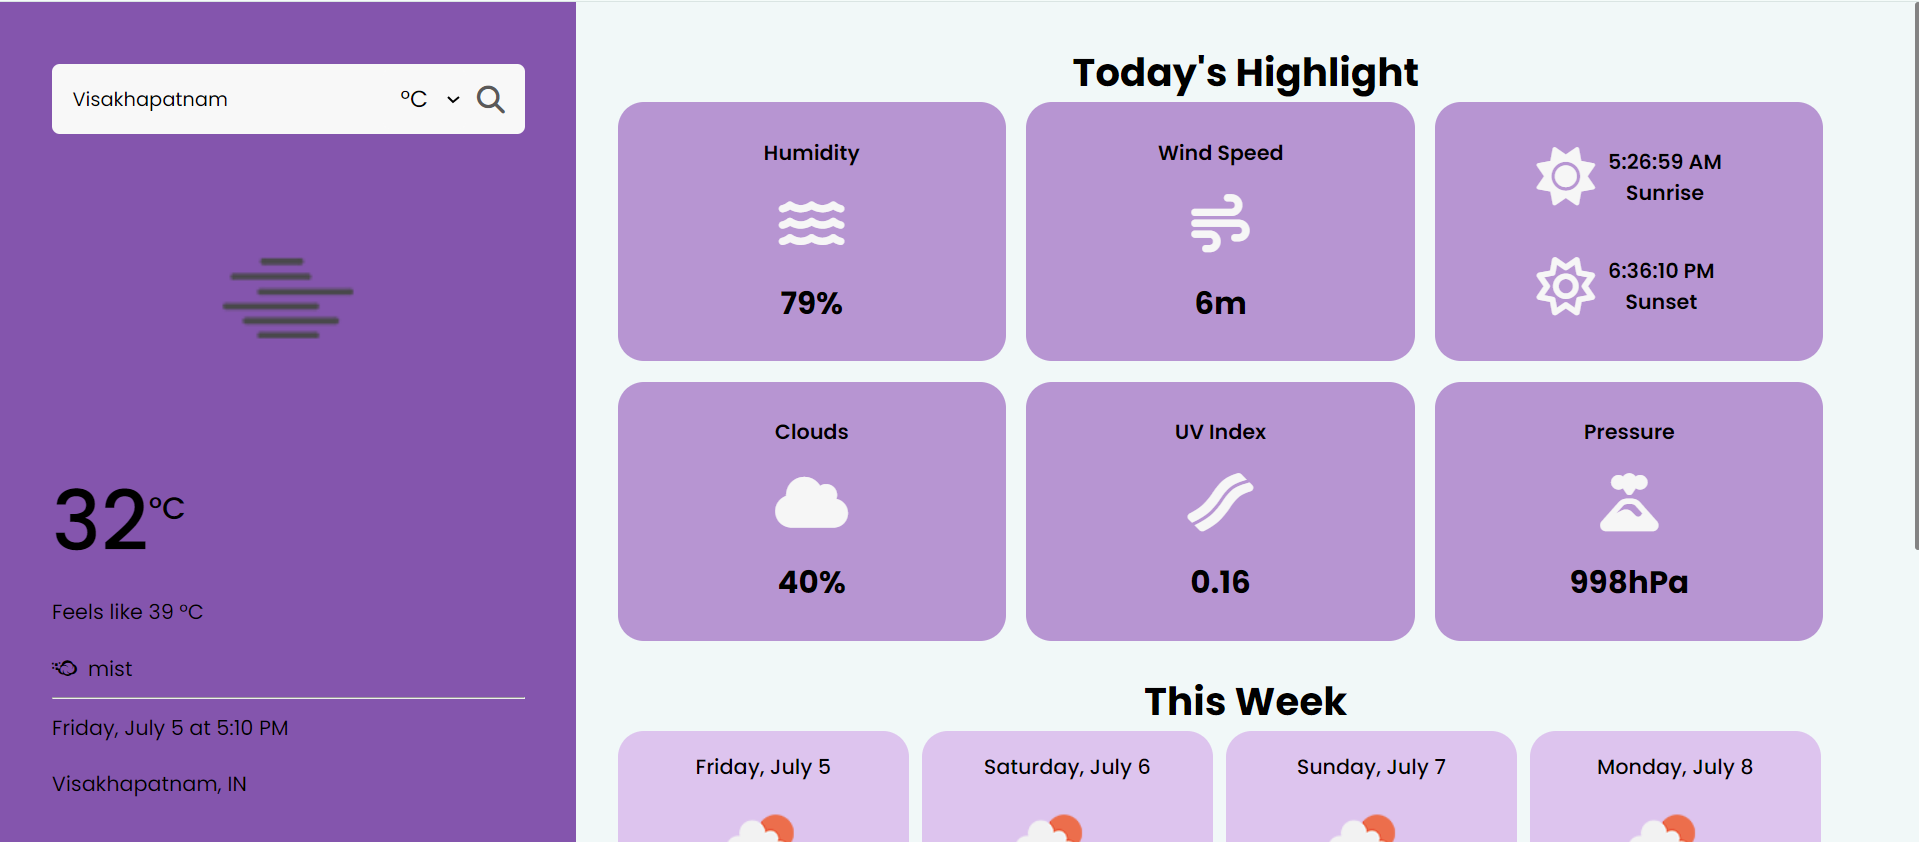 Visakhapatnam °C
32°C
Feels like 39 °C
mist
Friday, July 5 at 5:10 PM
Visakhapatnam, IN
Today's Highlight
Humidity
79%
Wind Speed
6m
5:26:59 AM
Sunrise
6:36:10 PM
Sunset
Clouds
40%
UV Index
0.16
Pressure
998hPa
This Week
Friday, July 5
Saturday, July 6
Sunday, July 7
Monday, July 8